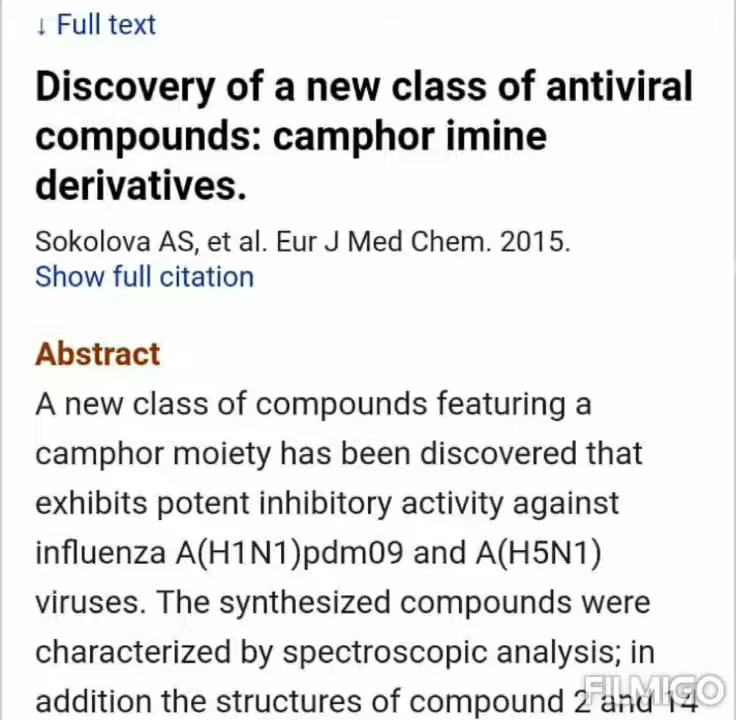 ↓ Full text
Discovery of a new class of antiviral
compounds: camphor imine
derivatives.
Sokolova AS, et al. Eur J Med Chem. 2015.
Show full citation
Abstract
A new class of compounds featuring a
camphor moiety has been discovered that
exhibits potent inhibitory activity against
influenza A(H1N1)pdm09 and A(H5N1)
viruses. The synthesized compounds were
characterized by spectroscopic analysis; in
addition the structures of compound 2 and 14
FILMIGO